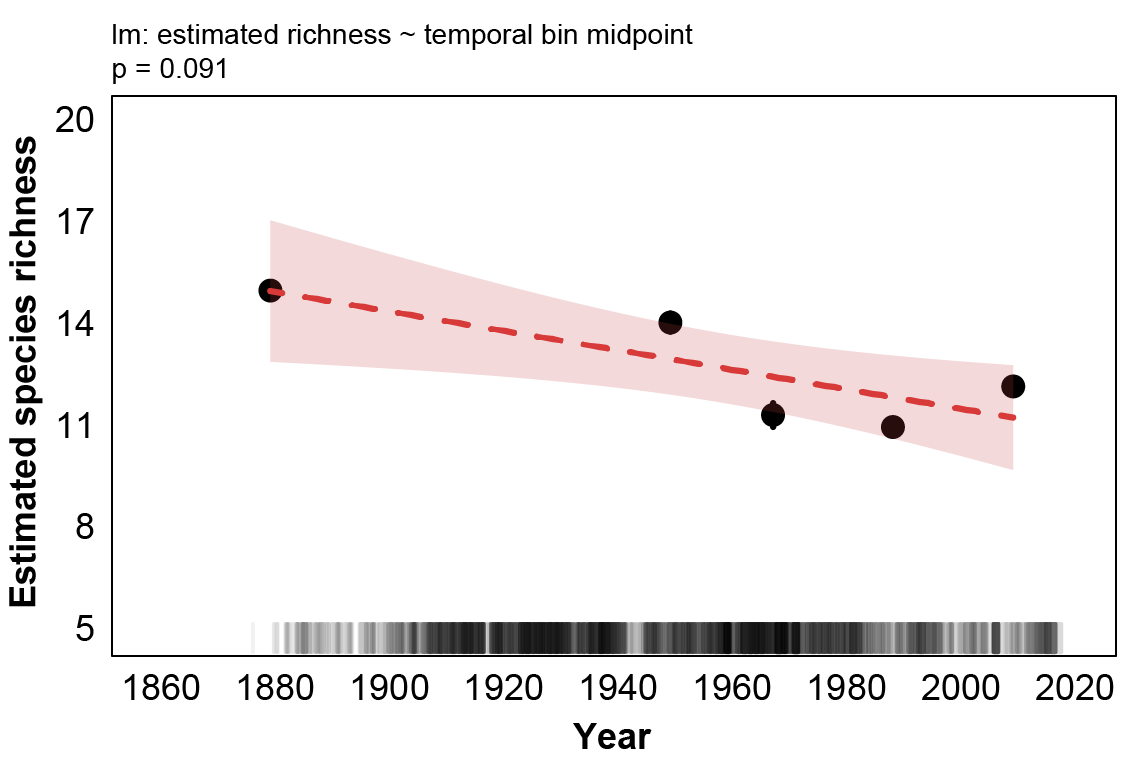 lm: estimated richness ~ temporal bin midpoint
p = 0.091
Estimated species richness
20
17
14
11
8
5
1860 1880 1900 1920 1940 1960 1980 2000 2020
Year